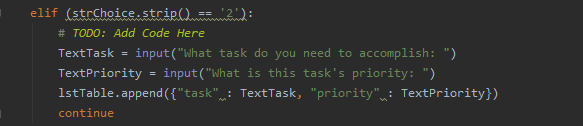 elif (strChoice.strip() == '2'):
    # TODO: Add Code Here
    TextTask = input("What task do you need to accomplish: ")
    TextPriority = input("What is this task's priority: ")
    lstTable.append({"task" : TextTask, "priority" : TextPriority})
    continue